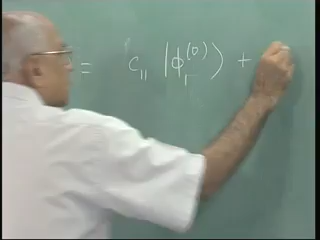 = c₁₁ |ϕ₁⁽⁰⁾⟩ +